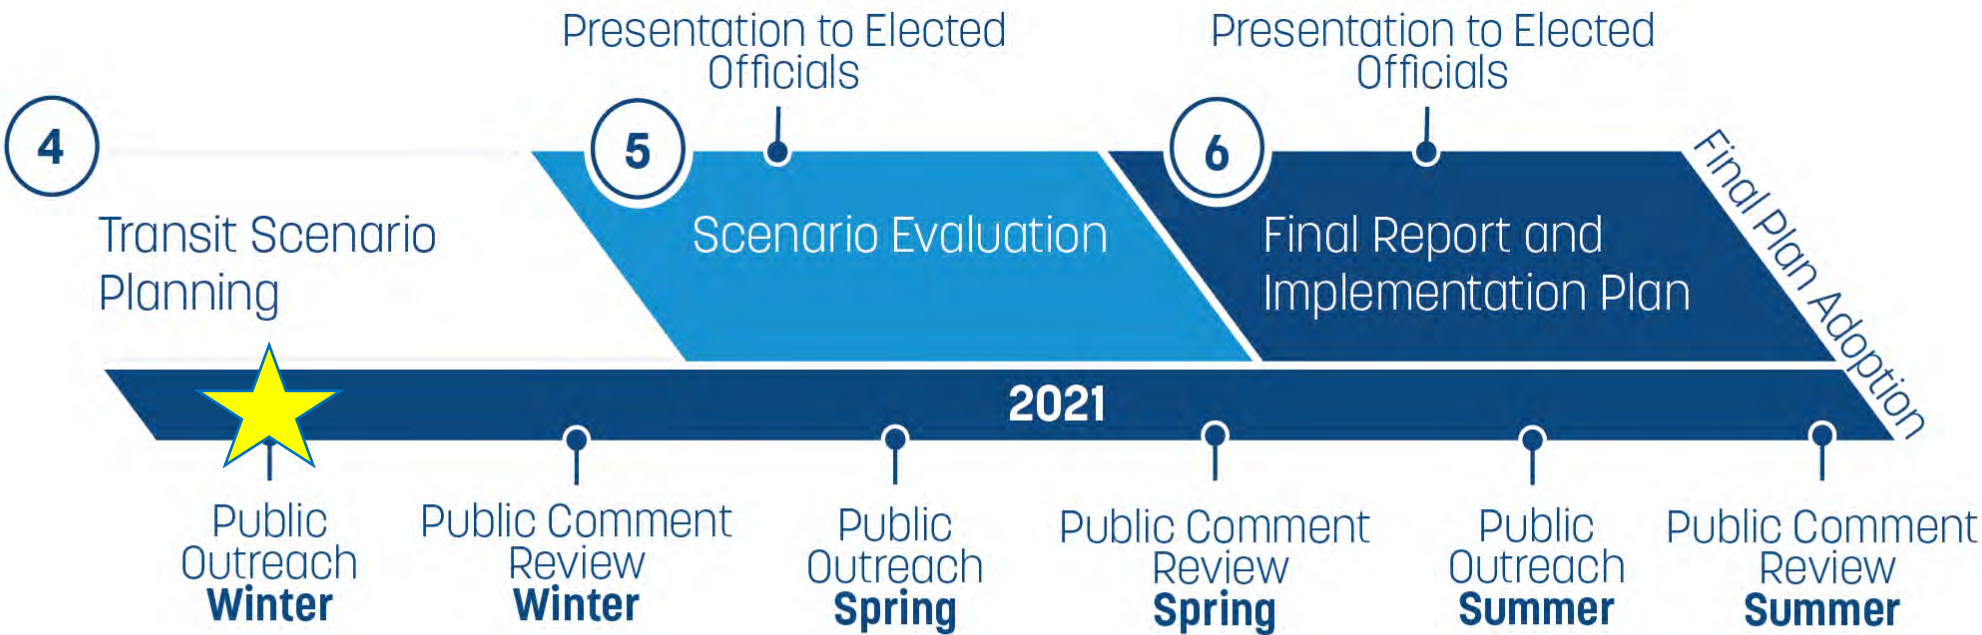 Presentation to Elected
Officials
Presentation to Elected
Officials
4
5
6
Transit Scenario
Planning
Scenario Evaluation
Final Report and
Implementation Plan
Final Plan Adoption
2021
Public
Outreach
Winter
Public Comment
Review
Winter
Public
Outreach
Spring
Public Comment
Review
Spring
Public
Outreach
Summer
Public Comment
Review
Summer